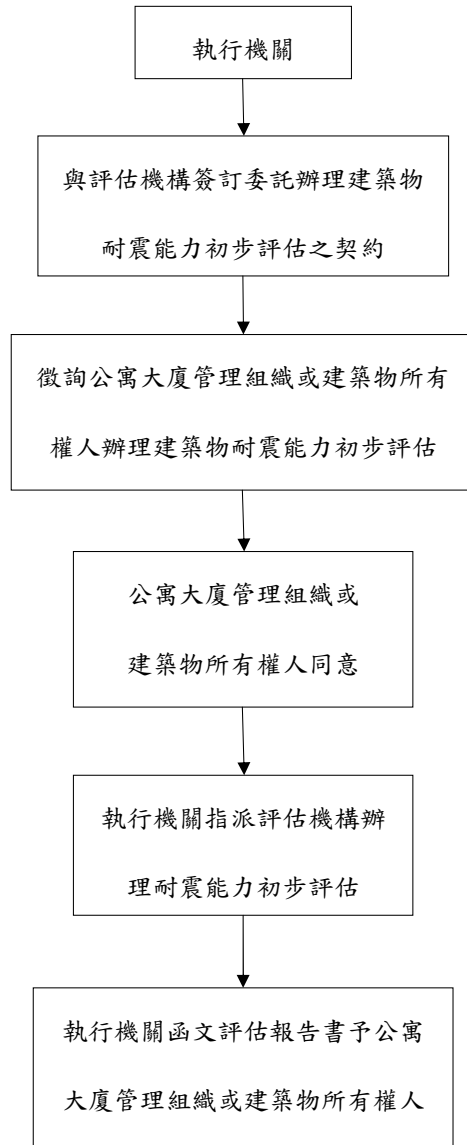 執行機關
與評估機構簽訂委託辦理建築物
耐震能力初步評估之契約
徵詢公寓大廈管理組織或建築物所有
權人辦理建築物耐震能力初步評估
公寓大廈管理組織或
建築物所有權人同意
執行機關指派評估機構辦
理耐震能力初步評估
執行機關函文評估報告書予公寓
大廈管理組織或建築物所有權人